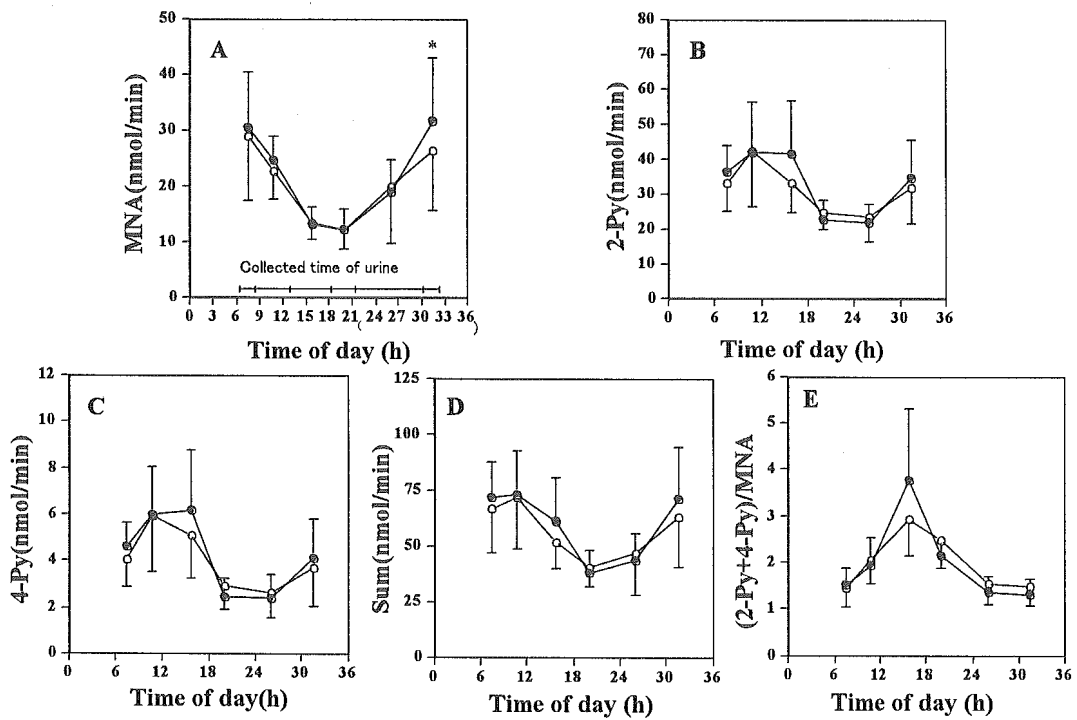 A
*
MNA(nmol/min)
50
40
30
20
10
0
Collected time of urine
0 3 6 9 12 15 18 21 ( 24 27 30 33 36 )
Time of day (h)
B
2-Py(nmol/min)
80
70
60
50
40
30
20
10
0
0 6 12 18 24 30 36
Time of day (h)
C
4-Py(nmol/min)
12
10
8
6
4
2
0
0 6 12 18 24 30 36
Time of day(h)
D
Sum(nmol/min)
125
100
75
50
25
0
0 6 12 18 24 30 36
Time of day (h)
E
(2-Py+4-Py)/MNA
6
5
4
3
2
1
0
0 6 12 18 24 30 36
Time of day (h)